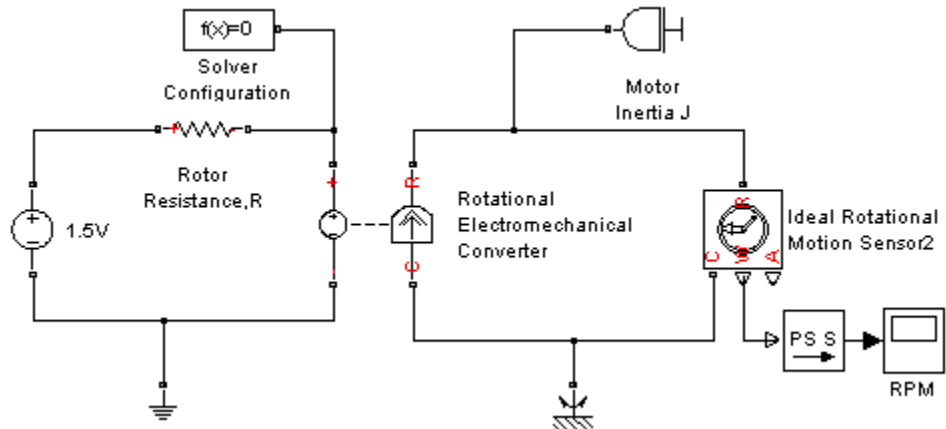 f(x)=0
Solver
Configuration
Motor
Inertia J
+
-
Rotor
Resistance,R
+
-
1.5V
+
-
R
C
Rotational
Electromechanical
Converter
R
C
W
A
Ideal Rotational
Motion Sensor2
PS S
RPM